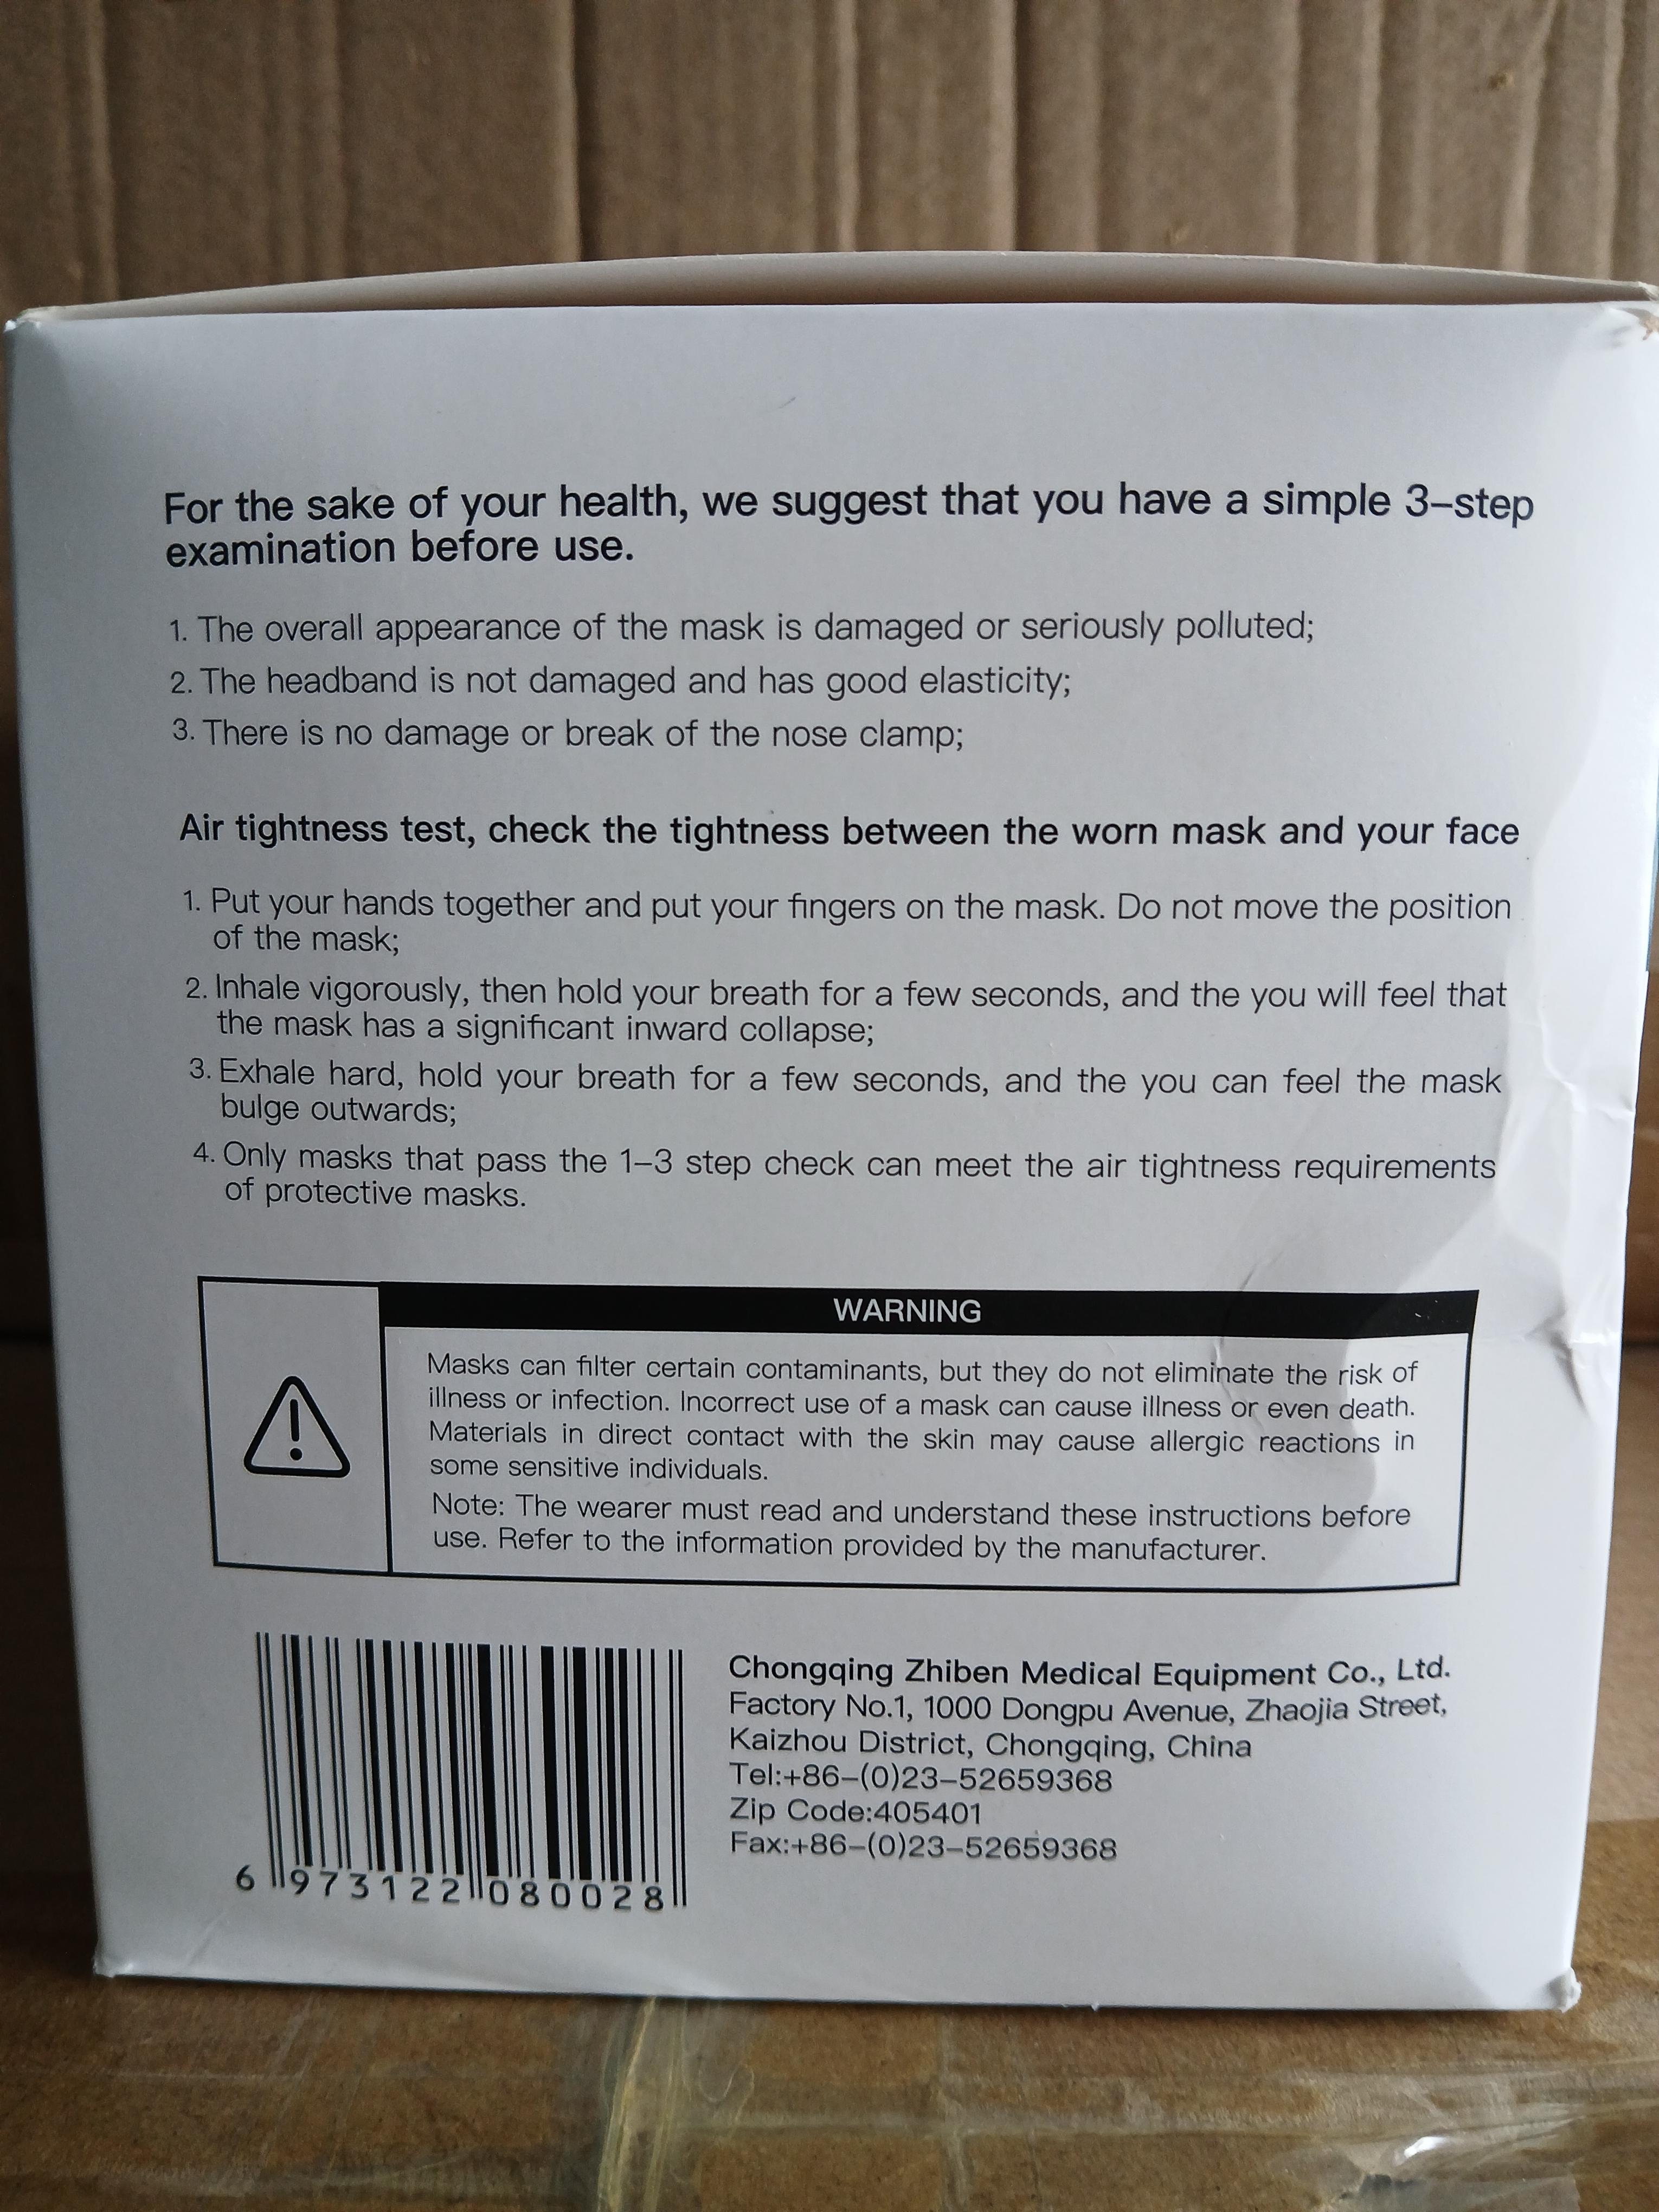 For the sake of your health, we suggest that you have a simple 3–step
examination before use.
1. The overall appearance of the mask is damaged or seriously polluted;
2. The headband is not damaged and has good elasticity;
3. There is no damage or break of the nose clamp;
Air tightness test, check the tightness between the worn mask and your face
1. Put your hands together and put your fingers on the mask. Do not move the position
of the mask;
2. Inhale vigorously, then hold your breath for a few seconds, and the you will feel that
the mask has a significant inward collapse;
3. Exhale hard, hold your breath for a few seconds, and the you can feel the mask
bulge outwards;
4. Only masks that pass the 1–3 step check can meet the air tightness requirements
of protective masks.
WARNING
Masks can filter certain contaminants, but they do not eliminate the risk of
illness or infection. Incorrect use of a mask can cause illness or even death.
Materials in direct contact with the skin may cause allergic reactions in
some sensitive individuals.
Note: The wearer must read and understand these instructions before
use. Refer to the information provided by the manufacturer.
Chongqing Zhiben Medical Equipment Co., Ltd.
Factory No.1, 1000 Dongpu Avenue, Zhaojia Street,
Kaizhou District, Chongqing, China
Tel:+86–(0)23–52659368
Zip Code:405401
Fax:+86–(0)23–52659368
6 973122 080028